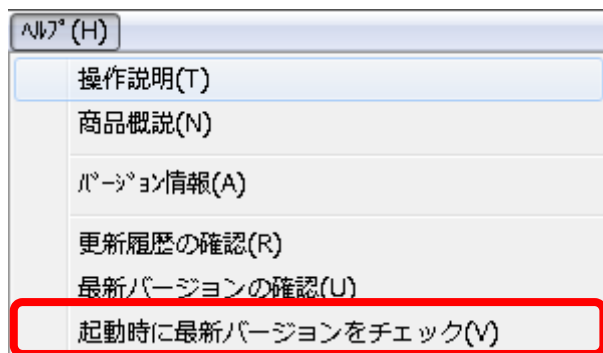 ﾍﾙﾌﾟ(H)
操作説明(T)
商品概説(N)
ﾊﾞｰｼﾞｮﾝ情報(A)
更新履歴の確認(R)
最新バージョンの確認(U)
起動時に最新バージョンをチェック(V)